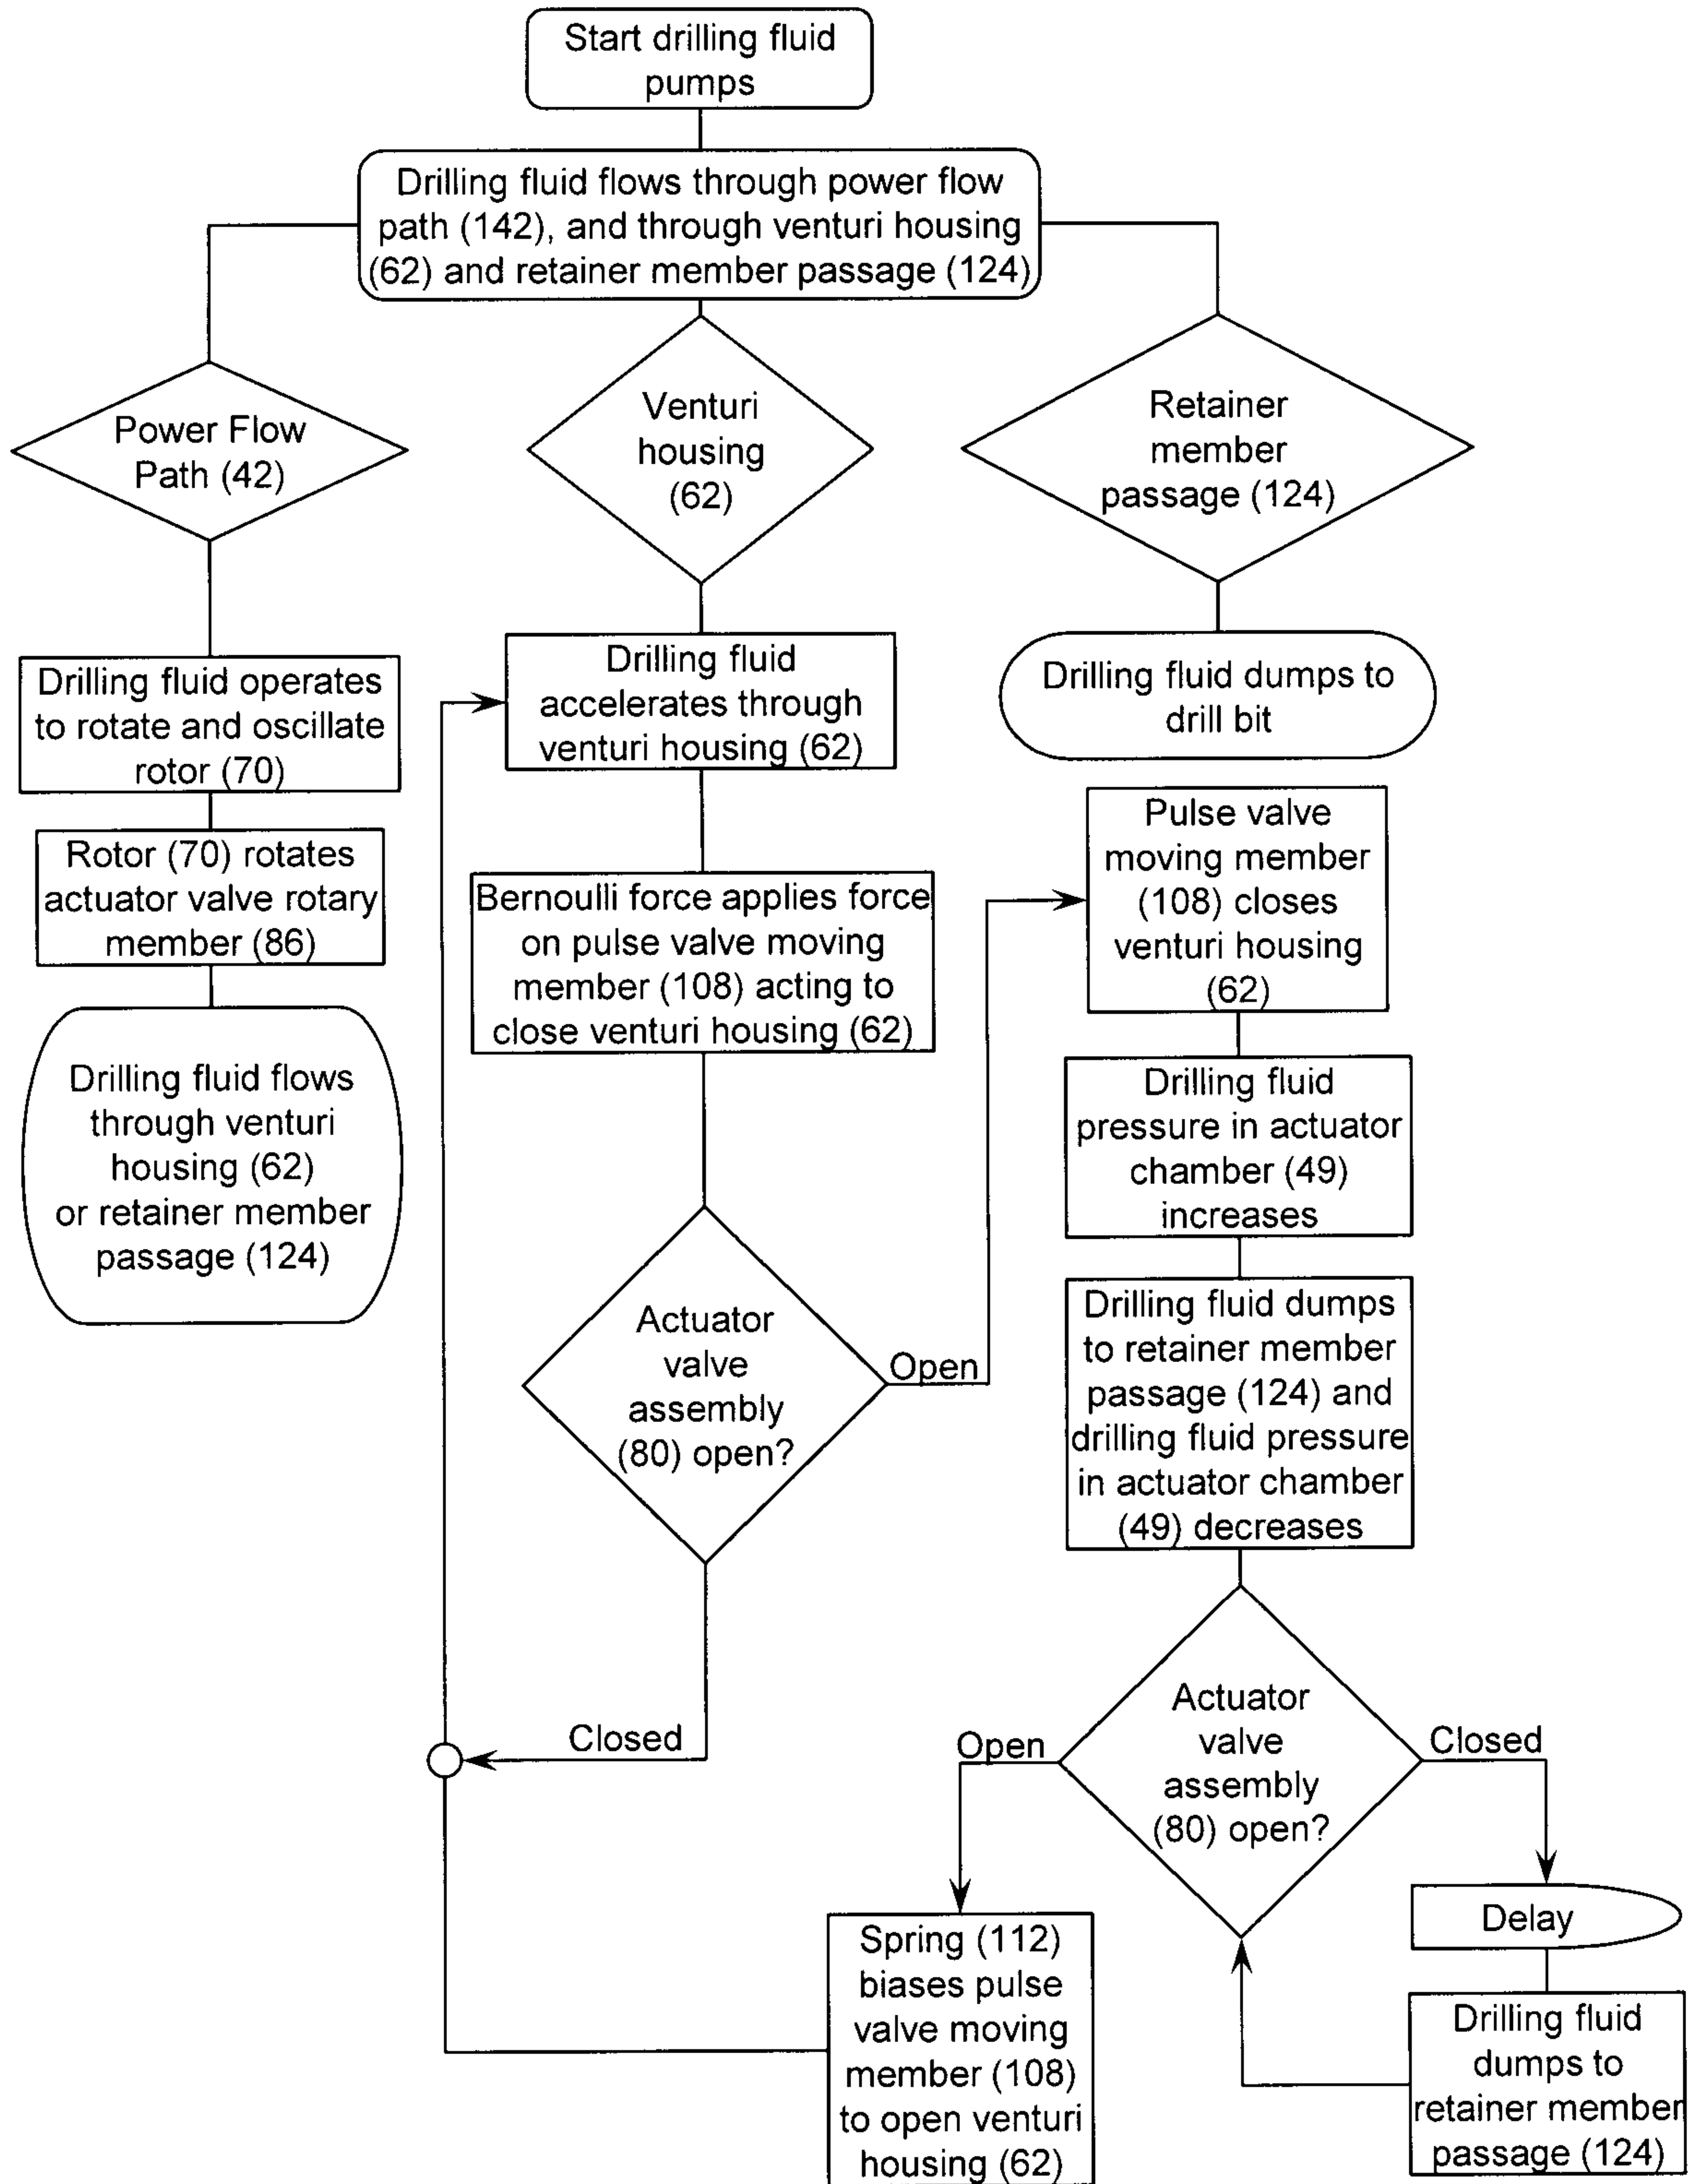 Start drilling fluid
pumps
Drilling fluid flows through power flow
path (142), and through venturi housing
(62) and retainer member passage (124)
Power Flow
Path (42)
Venturi
housing
(62)
Retainer
member
passage (124)
Drilling fluid operates
to rotate and oscillate
rotor (70)
Rotor (70) rotates
actuator valve rotary
member (86)
Drilling fluid flows
through venturi
housing (62)
or retainer member
passage (124)
Drilling fluid
accelerates through
venturi housing (62)
Bernoulli force applies force
on pulse valve moving
member (108) acting to
close venturi housing (62)
Actuator
valve
assembly
(80) open?
Open
Closed
Drilling fluid dumps to
drill bit
Pulse valve
moving member
(108) closes
venturi housing
(62)
Drilling fluid
pressure in actuator
chamber (49)
increases
Drilling fluid dumps
to retainer member
passage (124) and
drilling fluid pressure
in actuator chamber
(49) decreases
Actuator
valve
assembly
(80) open?
Open
Closed
Spring (112)
biases pulse
valve moving
member (108)
to open venturi
housing (62)
Delay
Drilling fluid
dumps to
retainer member
passage (124)